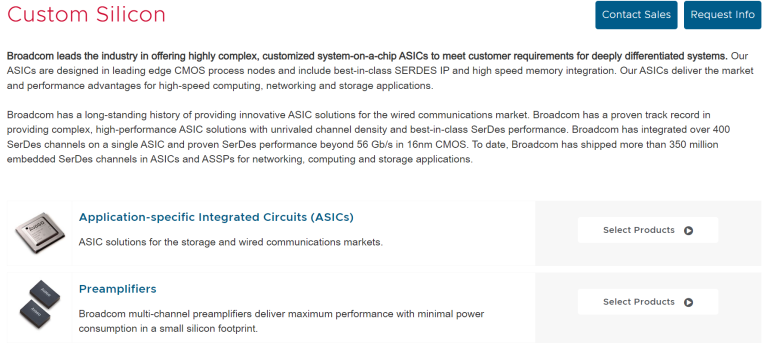 Custom Silicon
Contact Sales
Request Info
Broadcom leads the industry in offering highly complex, customized system-on-a-chip ASICs to meet customer requirements for deeply differentiated systems. Our
ASICs are designed in leading edge CMOS process nodes and include best-in-class SERDES IP and high speed memory integration. Our ASICs deliver the market
and performance advantages for high-speed computing, networking and storage applications.
Broadcom has a long-standing history of providing innovative ASIC solutions for the wired communications market. Broadcom has a proven track record in
providing complex, high-performance ASIC solutions with unrivaled channel density and best-in-class SerDes performance. Broadcom has integrated over 400
SerDes channels on a single ASIC and proven SerDes performance beyond 56 Gb/s in 16nm CMOS. To date, Broadcom has shipped more than 350 million
embedded SerDes channels in ASICs and ASSPs for networking, computing and storage applications.
Application-specific Integrated Circuits (ASICs)
ASIC solutions for the storage and wired communications markets.
Select Products
Preamplifiers
Broadcom multi-channel preamplifiers deliver maximum performance with minimal power
consumption in a small silicon footprint.
Select Products